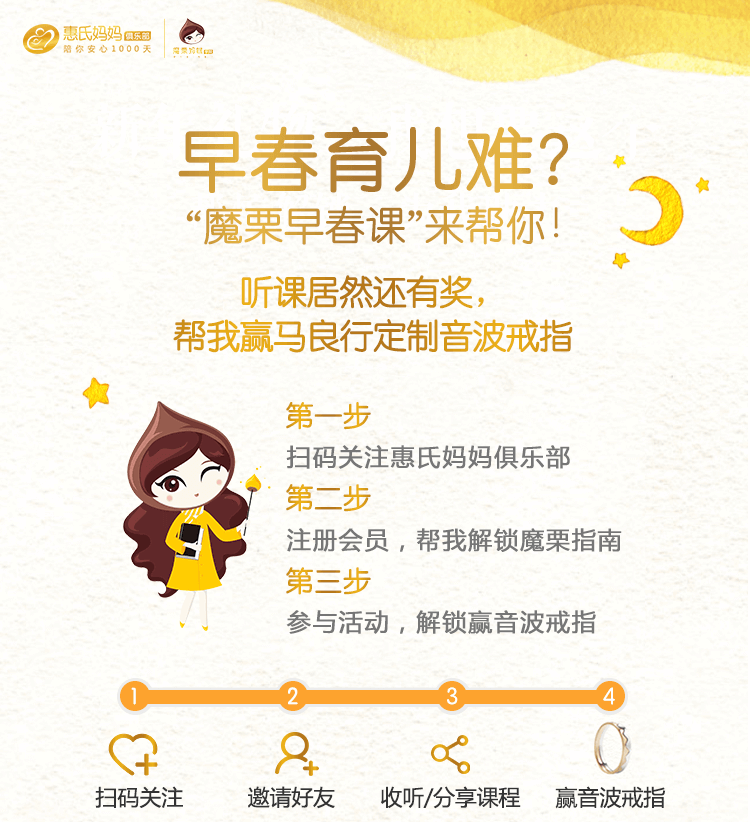 惠氏妈妈俱乐部
陪你安心1000天
魔栗妈妈
早春育儿难?
“魔栗早春课”来帮你!
听课居然还有奖,
帮我赢马良行定制音波戒指
第一步
扫码关注惠氏妈妈俱乐部
第二步
注册会员，帮我解锁魔栗指南
第三步
参与活动，解锁赢音波戒指
1 2 3 4
扫码关注 邀请好友 收听/分享课程 赢音波戒指